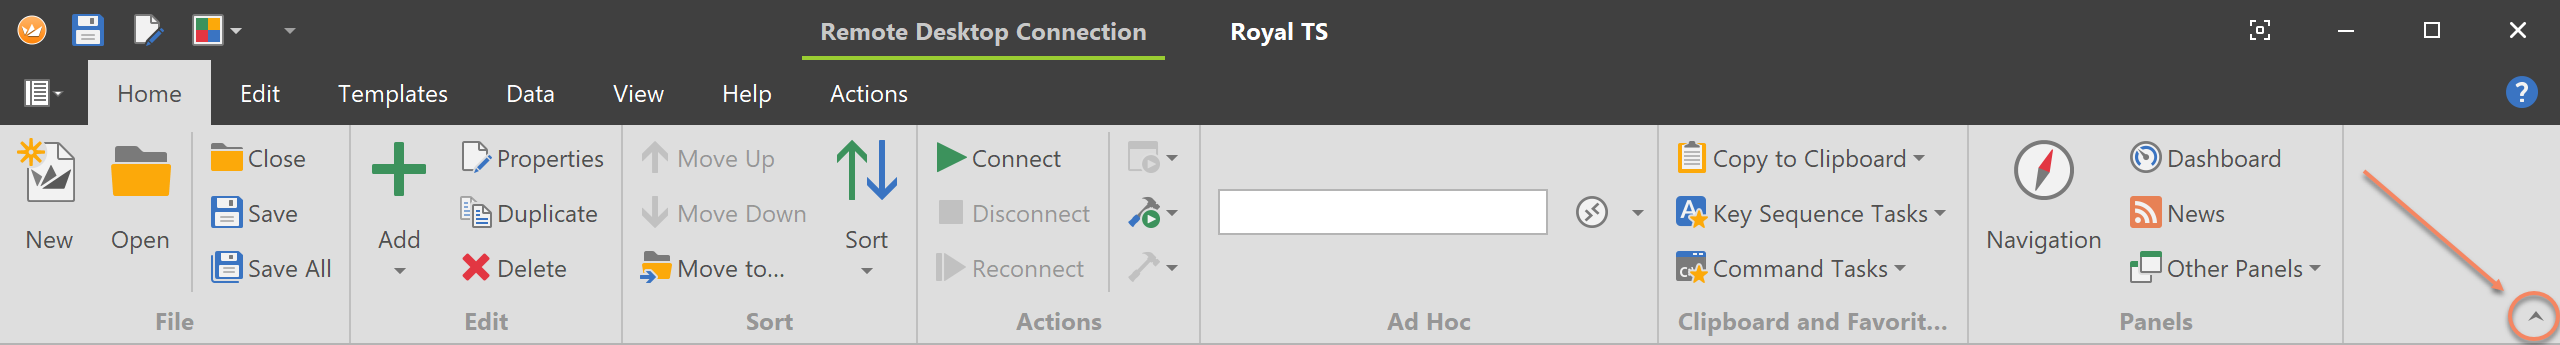 Remote Desktop Connection
Royal TS
Home Edit Templates Data View Help Actions
?
New
Open
Close
Save
Save All
File
Add
Properties
Duplicate
Delete
Edit
Move Up
Move Down
Move to...
Sort
Sort
Connect
Disconnect
Reconnect
Actions
Ad Hoc
Copy to Clipboard
Key Sequence Tasks
Command Tasks
Clipboard and Favorit...
Navigation
Dashboard
News
Other Panels
Panels